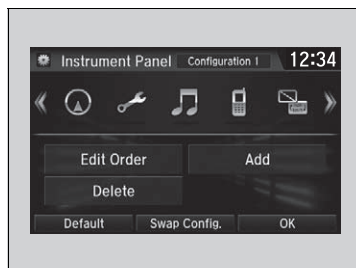 Instrument Panel Configuration 1 12:34
Edit Order Add
Delete
Default Swap Config. OK